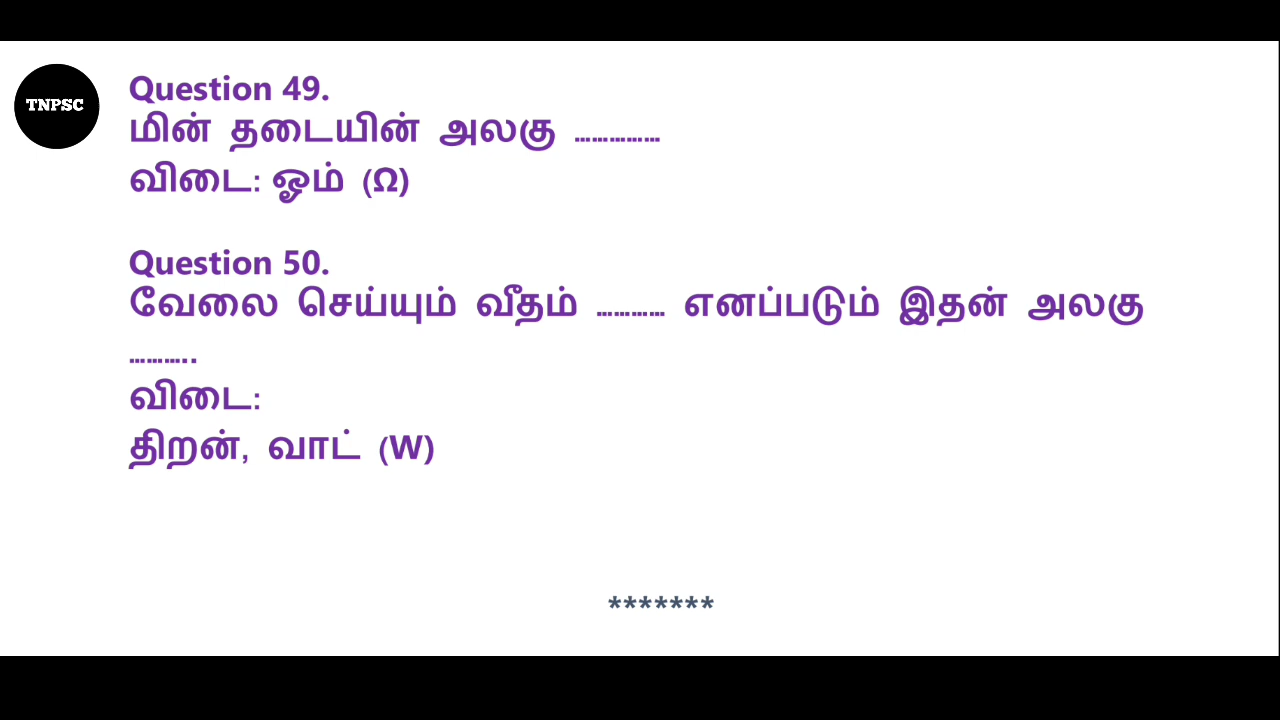 TNPSC
Question 49.
மின் தடையின் அலகு ……………
விடை: ஓம் (Ω)
Question 50.
வேலை செய்யும் வீதம் ………… எனப்படும் இதன் அலகு
………..
விடை:
திறன், வாட் (W)
*******